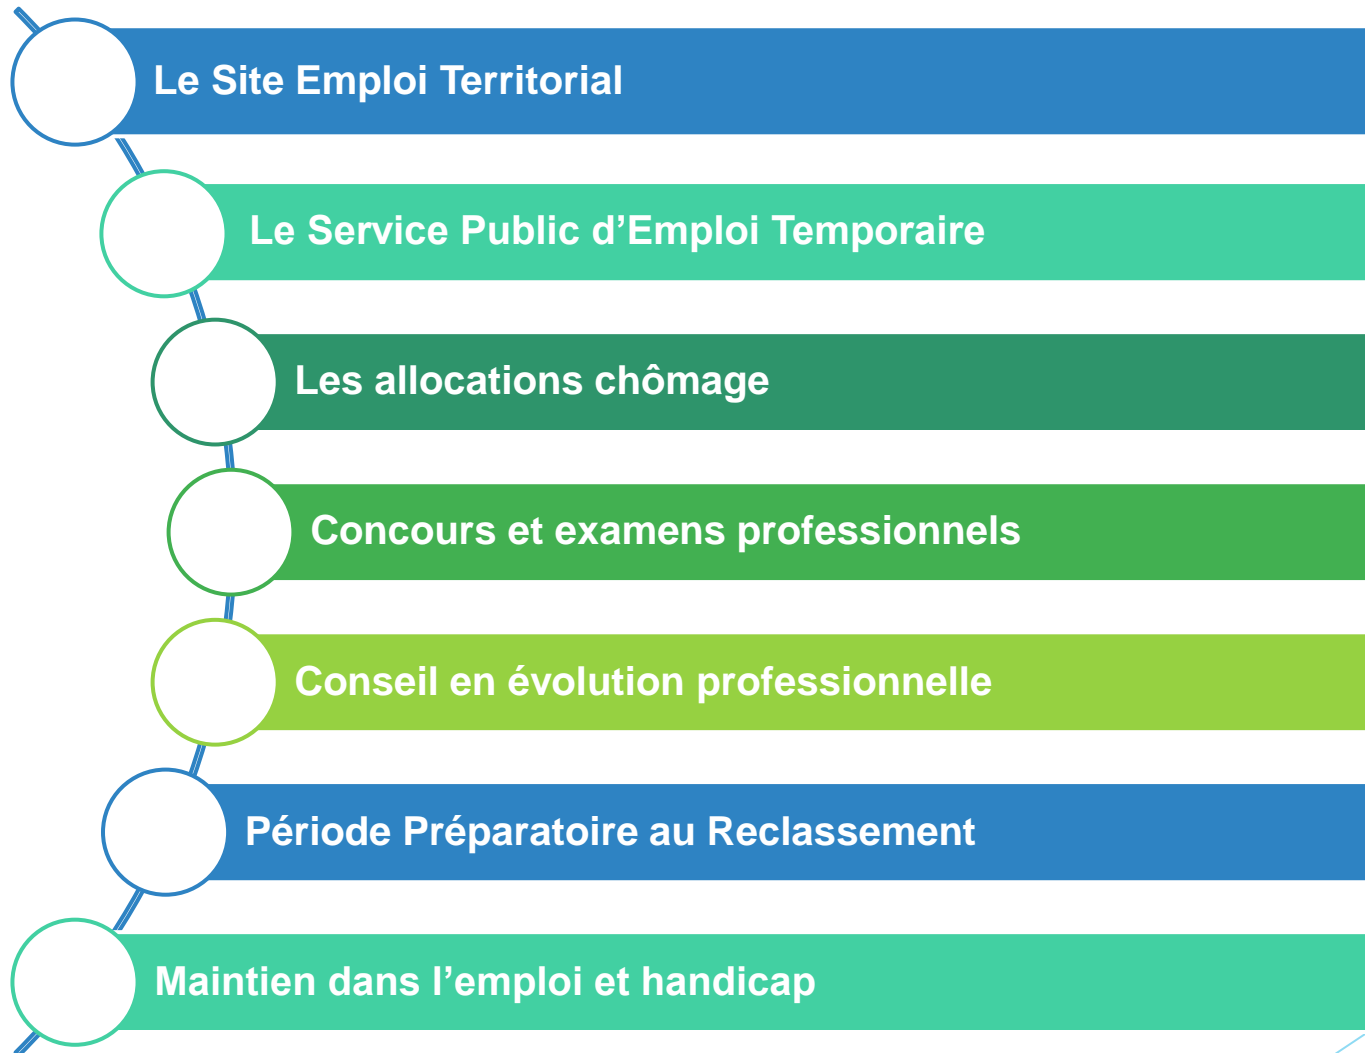 Le Site Emploi Territorial
Le Service Public d’Emploi Temporaire
Les allocations chômage
Concours et examens professionnels
Conseil en évolution professionnelle
Période Préparatoire au Reclassement
Maintien dans l’emploi et handicap